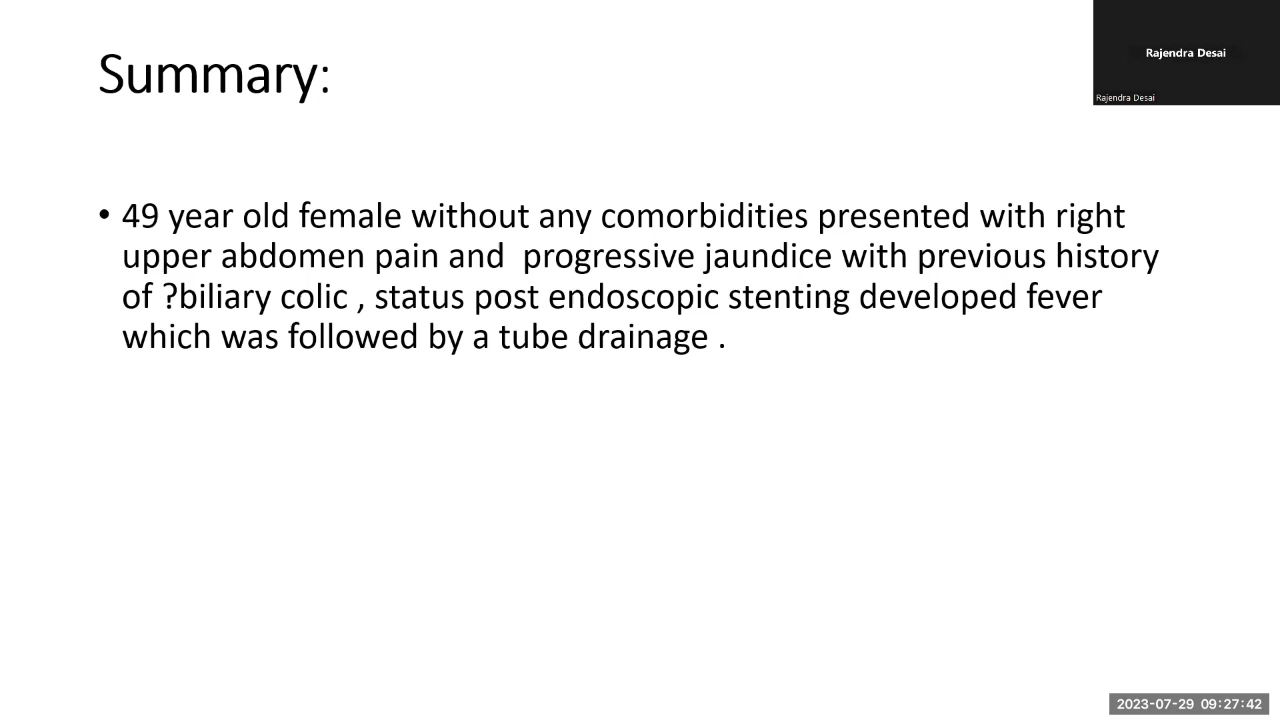 Summary:
Rajendra Desai
Rajendra Desai
• 49 year old female without any comorbidities presented with right
upper abdomen pain and  progressive jaundice with previous history
of ?biliary colic , status post endoscopic stenting developed fever
which was followed by a tube drainage .
2023-07-29 09:27:42